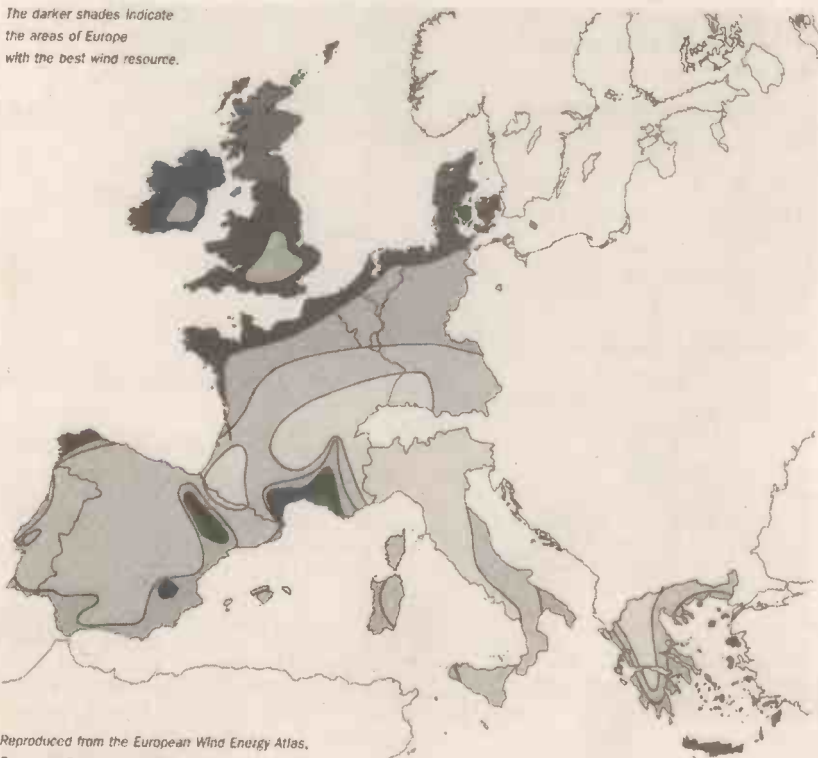 The darker shades indicate
the areas of Europe
with the best wind resource.
Reproduced from the European Wind Energy Atlas,